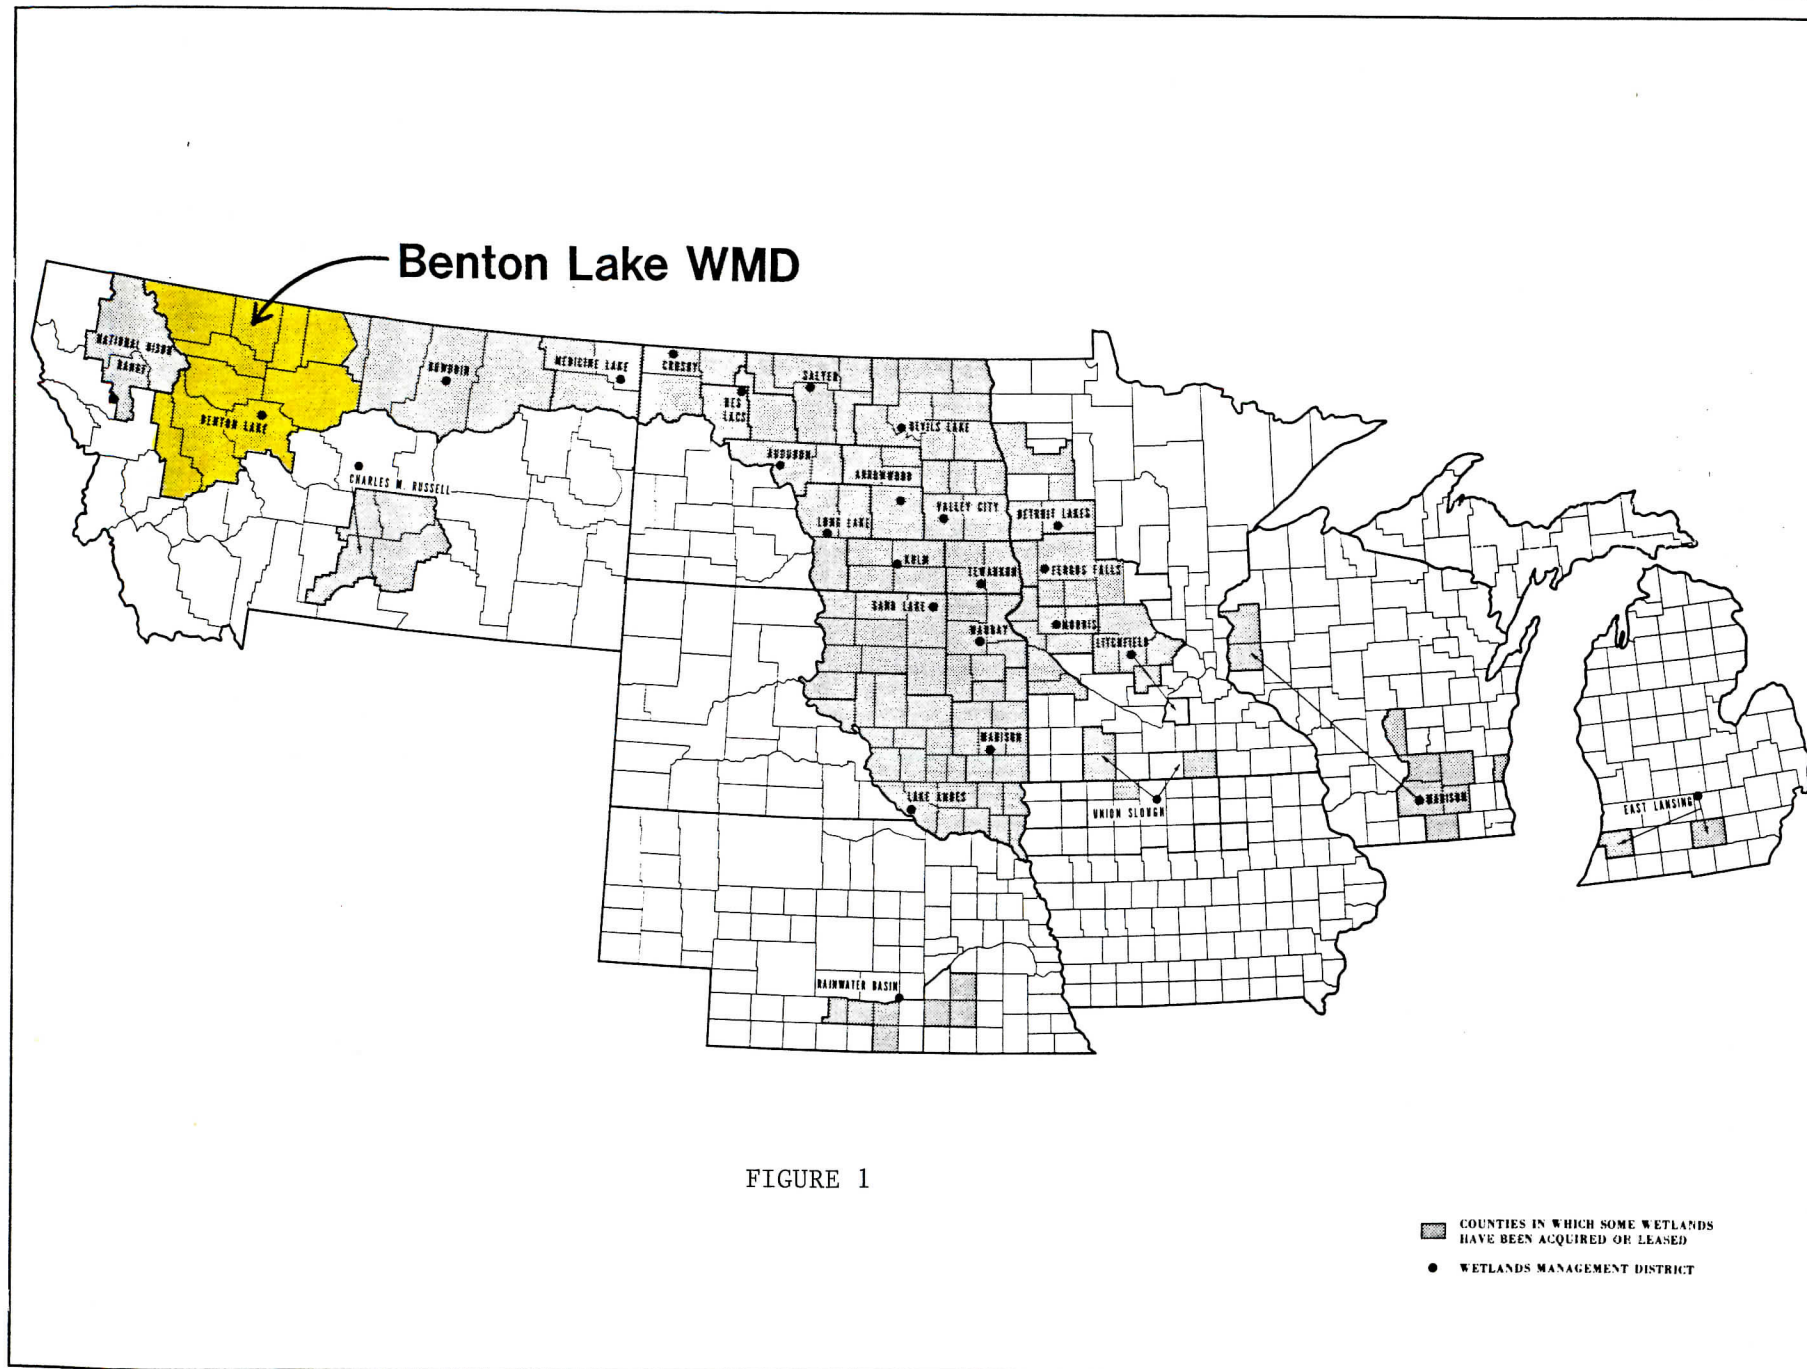 Benton Lake WMD
NATIONAL BISON
RANGE
BENTON LAKE
BOWDOIN
MEDICINE LAKE
CROSBY
DES
LACS
SALYER
DEVILS LAKE
AUDUBON
ARROWWOOD
CHARLES M. RUSSELL
LONG LAKE
VALLEY CITY
DETROIT LAKES
KULM
TEWAUKON
FERGUS FALLS
SAND LAKE
WAUBAY
MORRIS
LITCHFIELD
MADISON
LAKE ANDES
UNION SLOUGH
MADISON
EAST LANSING
RAINWATER BASIN
FIGURE 1
COUNTIES IN WHICH SOME WETLANDS
HAVE BEEN ACQUIRED OR LEASED
WETLANDS MANAGEMENT DISTRICT